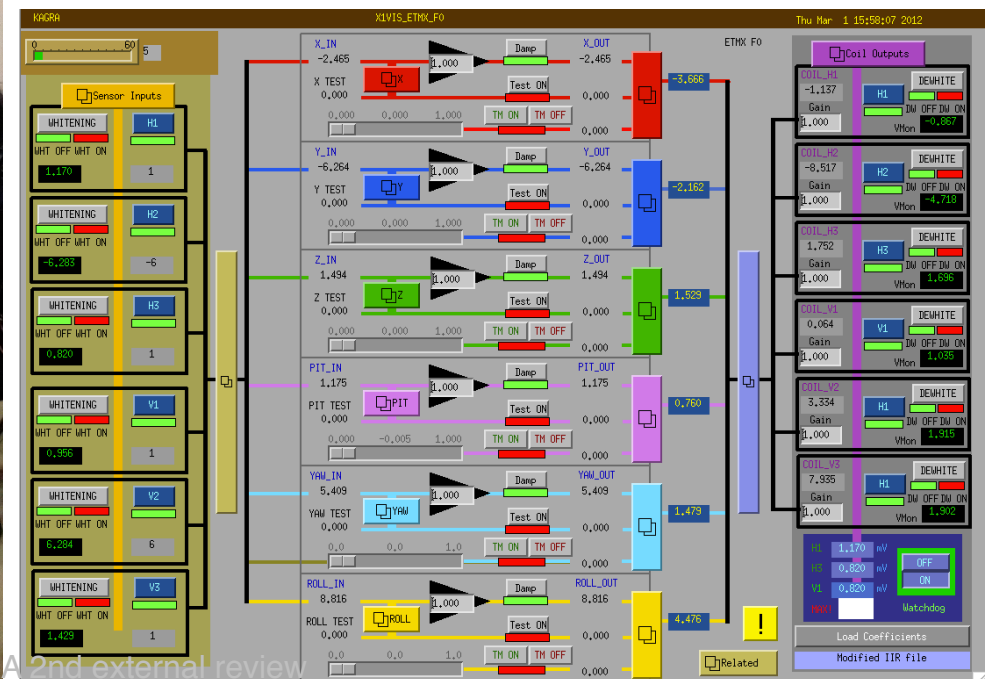 KAGRA X1VIS_ETMX_F0 Thu Mar 1 15:58:07 2012
0 60 5
Sensor Inputs
WHITENING H1
WHT OFF WHT ON
1.170 1
WHITENING H2
WHT OFF WHT ON
-6.283 -6
WHITENING H3
WHT OFF WHT ON
0.820 1
WHITENING V1
WHT OFF WHT ON
0.956 1
WHITENING V2
WHT OFF WHT ON
6.284 6
WHITENING V3
WHT OFF WHT ON
1.429 1
X_IN Damp X_OUT
-2.465 1.000 -2.465
X TEST X Test ON
0.000 0.000
0.000 0.000 1.000 TM ON TM OFF
0.000
-3.666
Y_IN Damp Y_OUT
-6.264 1.000 -6.264
Y TEST Y Test ON
0.000 0.000
0.000 0.000 1.000 TM ON TM OFF
0.000
-2.162
Z_IN Damp Z_OUT
1.494 1.000 1.494
Z TEST Z Test ON
0.000 0.000
0.000 0.000 1.000 TM ON TM OFF
0.000
1.529
PIT_IN Damp PIT_OUT
1.175 1.000 1.175
PIT TEST PIT Test ON
0.000 0.000
0.000 -0.005 1.000 TM ON TM OFF
0.000
0.760
YAW_IN Damp YAW_OUT
5.409 1.000 5.409
YAW TEST YAW Test ON
0.000 0.000
0.0 0.0 1.0 TM ON TM OFF
0.000
1.479
ROLL_IN Damp ROLL_OUT
8.816 1.000 8.816
ROLL TEST ROLL Test ON
0.000 0.000
0.0 0.0 1.0 TM ON TM OFF
0.000
4.476
ETMX F0
!
Related
Coil Outputs
COIL_H1 DEWHITE
-1.137 H1
Gain DW OFF DW ON
1.000 VMon -0.867
COIL_H2 DEWHITE
-8.517 H2
Gain DW OFF DW ON
1.000 VMon -4.718
COIL_H3 DEWHITE
1.752 H3
Gain DW OFF DW ON
1.000 VMon 1.696
COIL_V1 DEWHITE
0.064 V1
Gain DW OFF DW ON
1.000 VMon 1.035
COIL_V2 DEWHITE
3.334 H1
Gain DW OFF DW ON
1.000 VMon 1.915
COIL_V3 DEWHITE
7.935 H1
Gain DW OFF DW ON
1.000 VMon 1.902
H1 1.170 mV
H3 0.820 mV OFF
V1 0.820 mV ON
Watchdog
Load Coefficients
Modified IIR file
A 2nd external review